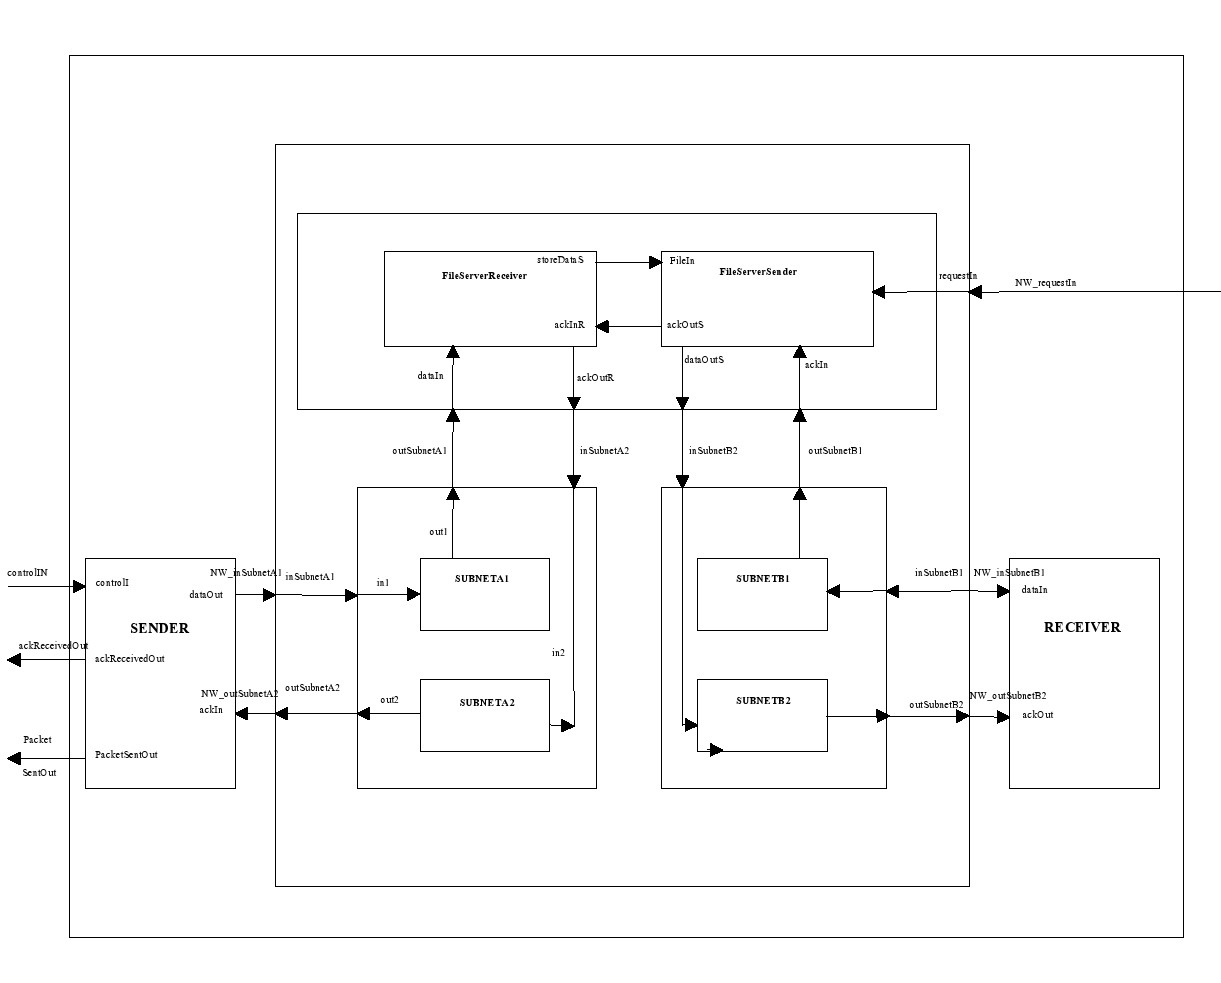 storeDataS
FileIn
FileServerReceiver
FileServerSender
requestIn
NW_requestIn
ackInR
ackOutS
dataIn
ackOutR
dataOutS
ackIn
outSubnetA1
inSubnetA2
inSubnetB2
outSubnetB1
out1
controlIN
controlI
NW_inSubnetA1
inSubnetA1
in1
dataOut
SUBNETA1
SUBNETB1
inSubnetB1
NW_inSubnetB1
dataIn
SENDER
RECEIVER
ackReceivedOut
ackReceivedOut
in2
NW_outSubnetA2
outSubnetA2
out2
ackIn
SUBNETA2
SUBNETB2
outSubnetB2
NW_outSubnetB2
ackOut
Packet
SentOut
PacketSentOut